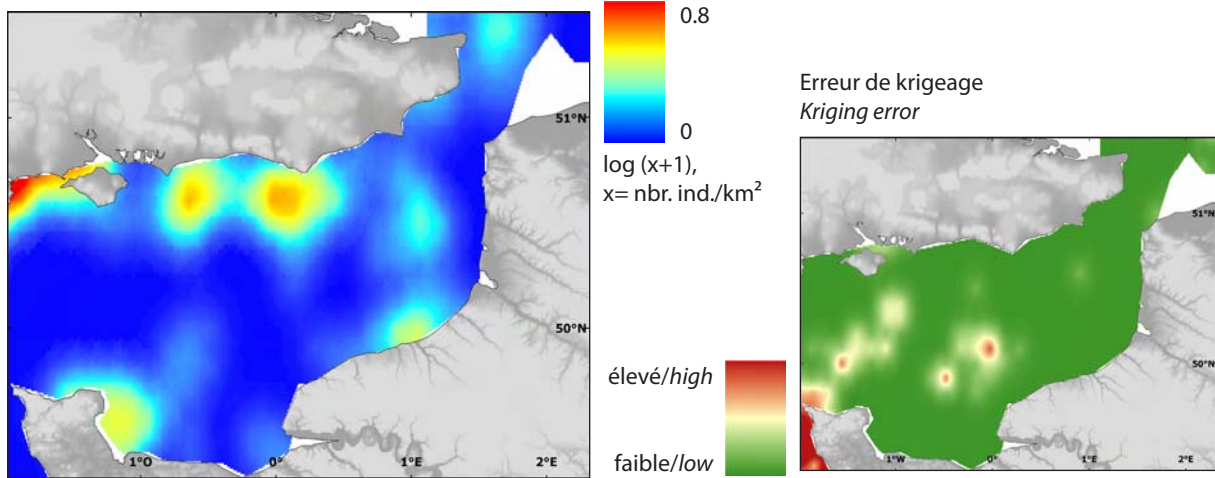 0.8
0
log (x+1),
x= nbr. ind./km²
51°N
50°N
1°O
0°
1°E
2°E
Erreur de krigeage
Kriging error
élevé/high
faible/low
51°N
50°N
1°W
0°
1°E
2°E